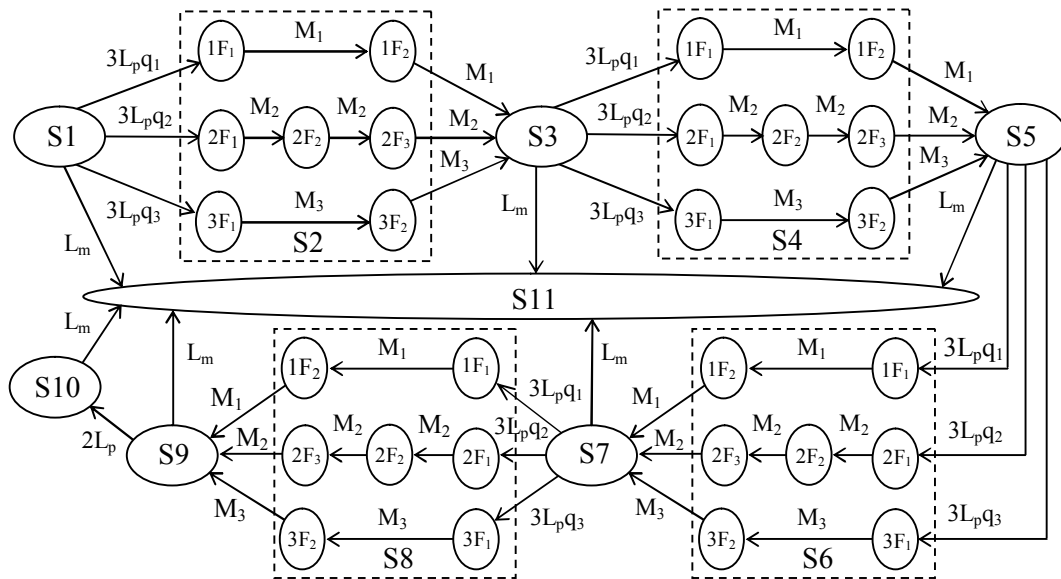 M₁ M₁
1F₁ 1F₂ 1F₁ 1F₂
3Lₚq₁ M₁ 3Lₚq₁ M₁
M₂ M₂ M₂ M₂
S1 3Lₚq₂ 2F₁ 2F₂ 2F₃ M₂ S3 3Lₚq₂ 2F₁ 2F₂ 2F₃ M₂ S5
M₃ M₃
3Lₚq₃ M₃ 3Lₚq₃ M₃
3F₁ 3F₂ 3F₁ 3F₂
Lₘ S2 Lₘ S4 Lₘ
S11
Lₘ Lₘ M₁ Lₘ M₁ 3Lₚq₁
1F₂ 1F₁ 1F₂ 1F₁
S10 M₁ 3Lₚq₁ M₁
2Lₚ M₂ M₂ 3Lₚq₂ M₂ M₂ 3Lₚq₂
S9 M₂ 2F₃ 2F₂ 2F₁ S7 M₂ 2F₃ 2F₂ 2F₁
M₃ M₃ 3Lₚq₃ M₃ M₃ 3Lₚq₃
3F₂ 3F₁ 3F₂ 3F₁
S8 S6